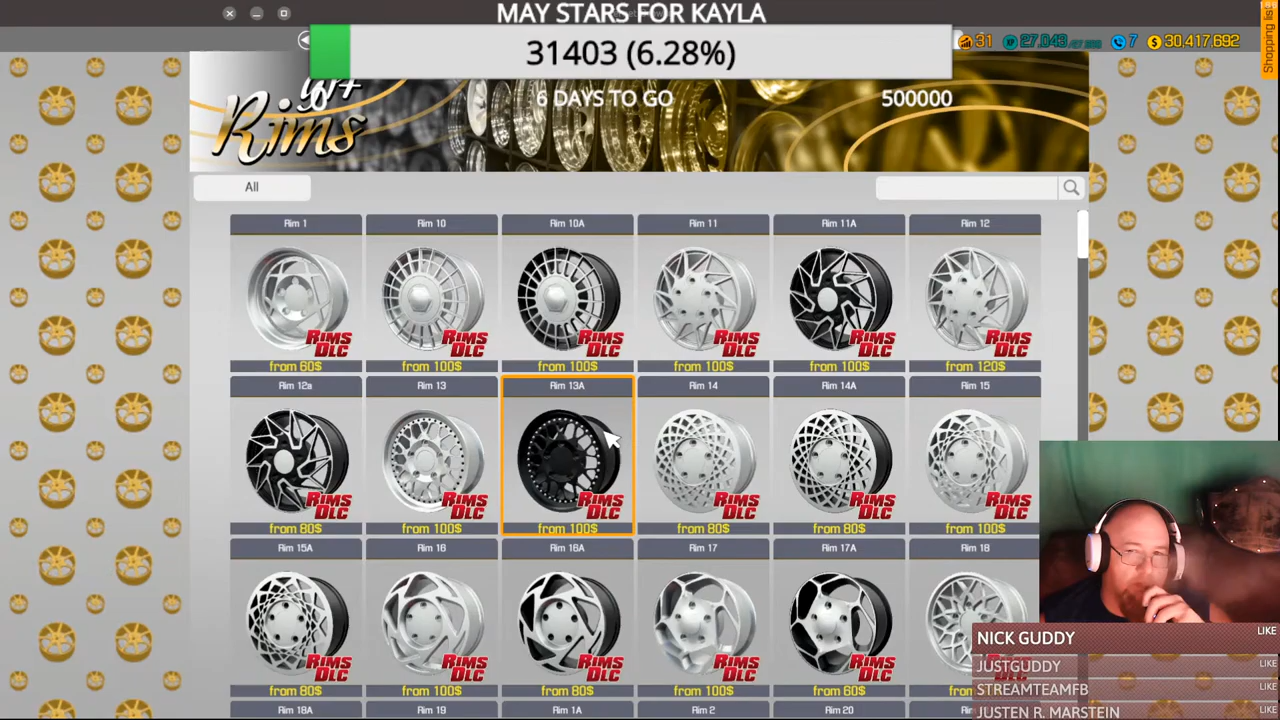 MAY STARS FOR KAYLA
31403 (6.28%)
6 DAYS TO GO 500000
31 27,043 7 $ 30,417,692
Shopping list
Rims
All
Rim 1 Rim 10 Rim 10A Rim 11 Rim 11A Rim 12
RIMS DLC RIMS DLC RIMS DLC RIMS DLC RIMS DLC RIMS DLC
from 60$ from 100$ from 100$ from 100$ from 100$ from 120$
Rim 12a Rim 13 Rim 13A Rim 14 Rim 14A Rim 15
RIMS DLC RIMS DLC RIMS DLC RIMS DLC RIMS DLC RIMS DLC
from 80$ from 100$ from 100$ from 80$ from 80$ from 100$
Rim 15A Rim 16 Rim 16A Rim 17 Rim 17A Rim 18
RIMS DLC RIMS DLC RIMS DLC RIMS DLC RIMS DLC
from 80$ from 100$ from 80$ from 100$ from 60$
Rim 18A Rim 19 Rim 1A Rim 2 Rim 20
NICK GUDDY LIKE
JUSTGUDDY LIKE
STREAMTEAMFB LIKE
JUSTEN R. MARSTEIN LIKE